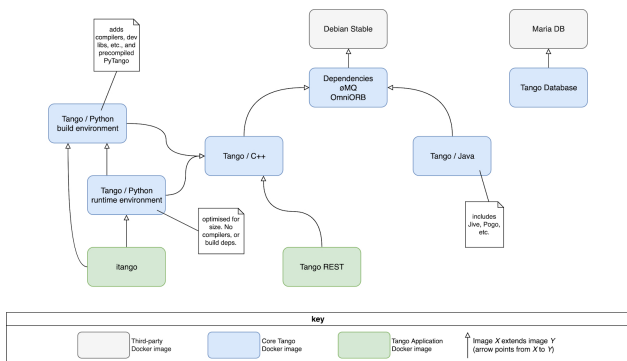 adds
compilers, dev
libs, etc., and
precompiled
PyTango
Debian Stable
Maria DB
Dependencies
øMQ
OmniORB
Tango Database
Tango / Python
build environment
Tango / C++
Tango / Java
Tango / Python
runtime environment
optimised for
size. No
compilers, or
build deps.
includes
Jive, Pogo,
etc.
itango
Tango REST
key
Third-party
Docker image
Core Tango
Docker image
Tango Application
Docker image
Image X extends image Y
(arrow points from X to Y)